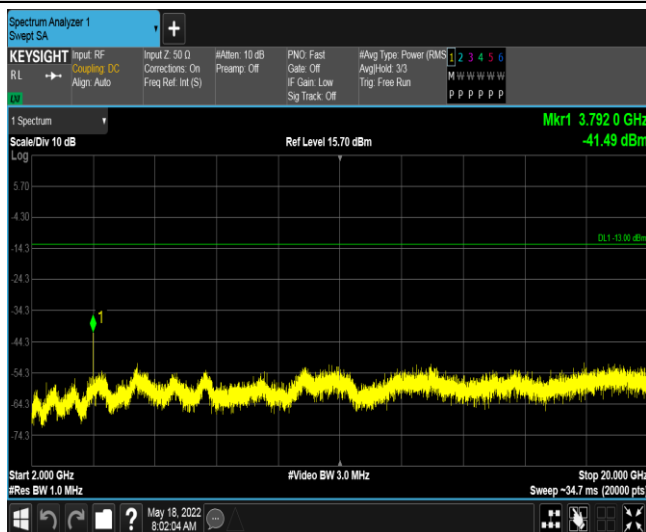 Spectrum Analyzer 1
Swept SA
+
KEYSIGHT
RL
Input: RF
Coupling: DC
Align: Auto
Input Z: 50 Ω
Corrections: On
Freq Ref: Int (S)
#Atten: 10 dB
Preamp: Off
PNO: Fast
Gate: Off
IF Gain: Low
Sig Track: Off
#Avg Type: Power (RMS
Avg|Hold: 3/3
Trig: Free Run
1 2 3 4 5 6
M W W W W W
P P P P P P
1 Spectrum
Mkr1 3.792 0 GHz
Scale/Div 10 dB
Ref Level 15.70 dBm
-41.49 dBm
Log
5.70
-4.30
DL1 -13.00 dBm
-14.3
-24.3
-34.3
1
-44.3
-54.3
-64.3
-74.3
Start 2.000 GHz
#Video BW 3.0 MHz
Stop 20.000 GHz
#Res BW 1.0 MHz
Sweep ~34.7 ms (20000 pts)
?
May 18, 2022
8:02:04 AM